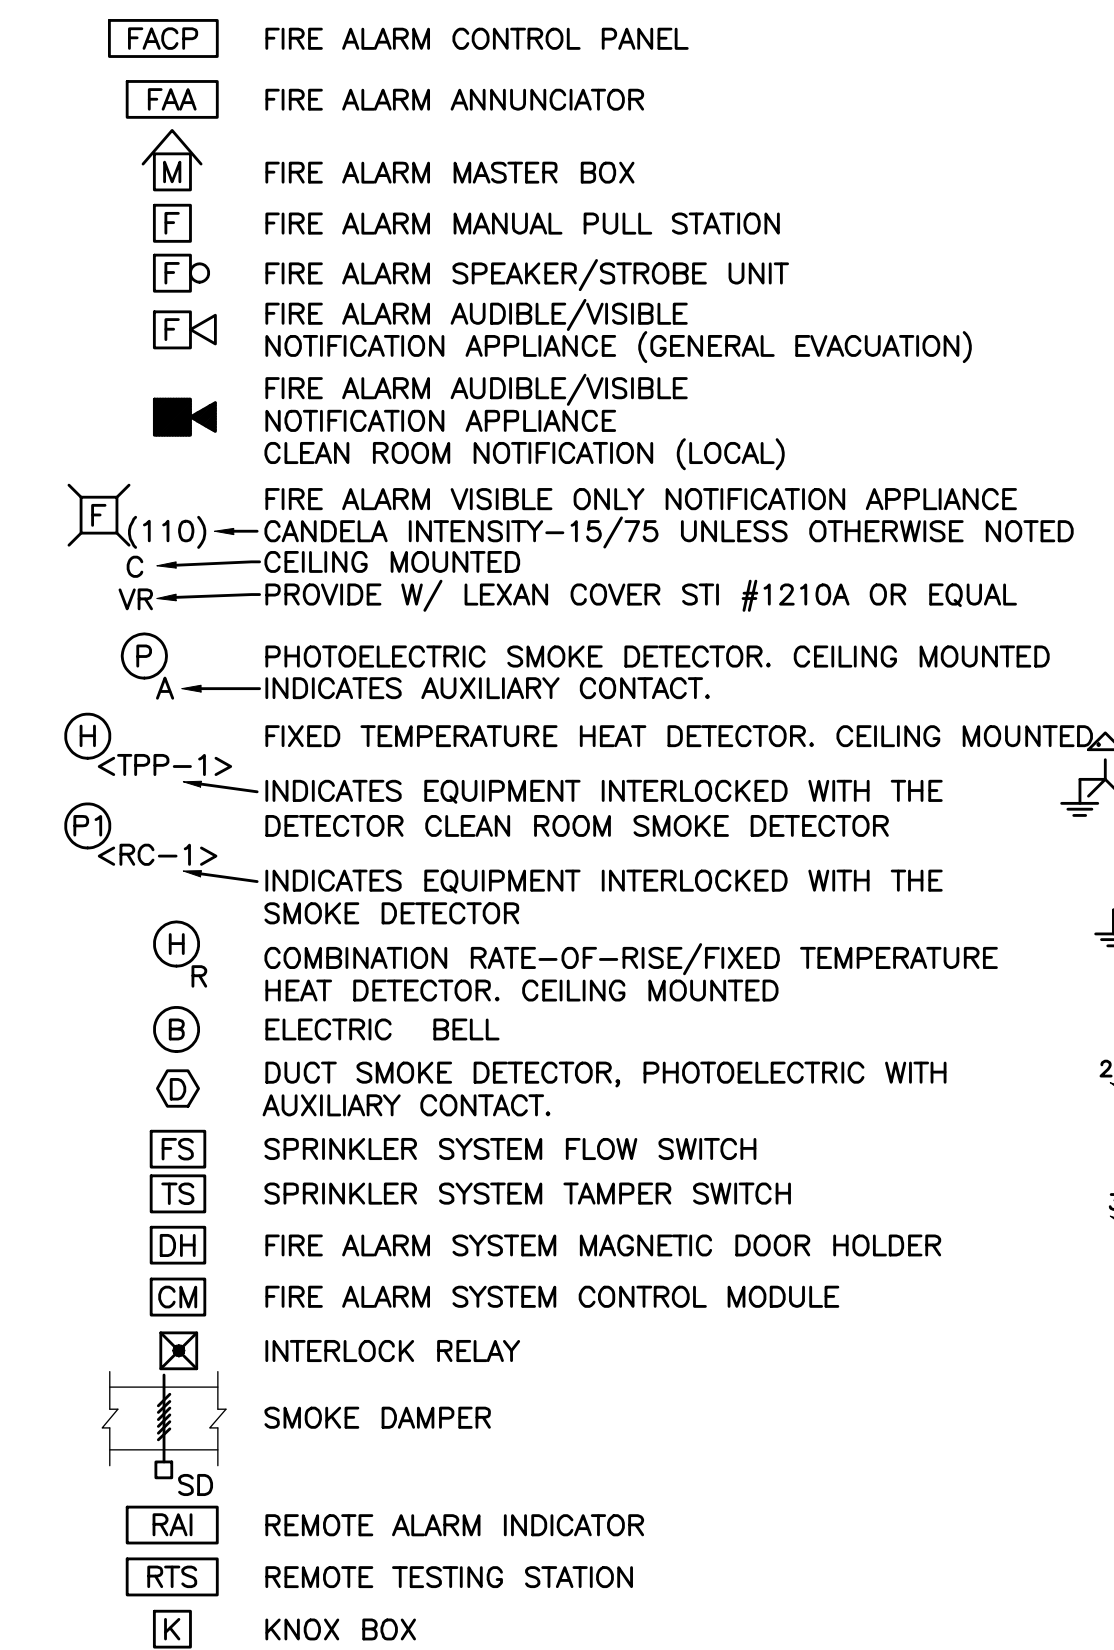 FACP FIRE ALARM CONTROL PANEL
FAA FIRE ALARM ANNUNCIATOR
M FIRE ALARM MASTER BOX
F FIRE ALARM MANUAL PULL STATION
F FIRE ALARM SPEAKER/STROBE UNIT
FIRE ALARM AUDIBLE/VISIBLE
F NOTIFICATION APPLIANCE (GENERAL EVACUATION)
FIRE ALARM AUDIBLE/VISIBLE
NOTIFICATION APPLIANCE
CLEAN ROOM NOTIFICATION (LOCAL)
F FIRE ALARM VISIBLE ONLY NOTIFICATION APPLIANCE
(110) CANDELA INTENSITY-15/75 UNLESS OTHERWISE NOTED
C CEILING MOUNTED
VR PROVIDE W/ LEXAN COVER STI #1210A OR EQUAL
P PHOTOELECTRIC SMOKE DETECTOR. CEILING MOUNTED
A INDICATES AUXILIARY CONTACT.
H FIXED TEMPERATURE HEAT DETECTOR. CEILING MOUNTED.
<TPP-1>
INDICATES EQUIPMENT INTERLOCKED WITH THE
P1 DETECTOR CLEAN ROOM SMOKE DETECTOR
<RC-1>
INDICATES EQUIPMENT INTERLOCKED WITH THE
SMOKE DETECTOR
H COMBINATION RATE-OF-RISE/FIXED TEMPERATURE
R HEAT DETECTOR. CEILING MOUNTED
B ELECTRIC BELL
D DUCT SMOKE DETECTOR, PHOTOELECTRIC WITH
AUXILIARY CONTACT.
2
FS SPRINKLER SYSTEM FLOW SWITCH
TS SPRINKLER SYSTEM TAMPER SWITCH
DH FIRE ALARM SYSTEM MAGNETIC DOOR HOLDER
CM FIRE ALARM SYSTEM CONTROL MODULE
INTERLOCK RELAY
SMOKE DAMPER
SD
RAI REMOTE ALARM INDICATOR
RTS REMOTE TESTING STATION
K KNOX BOX